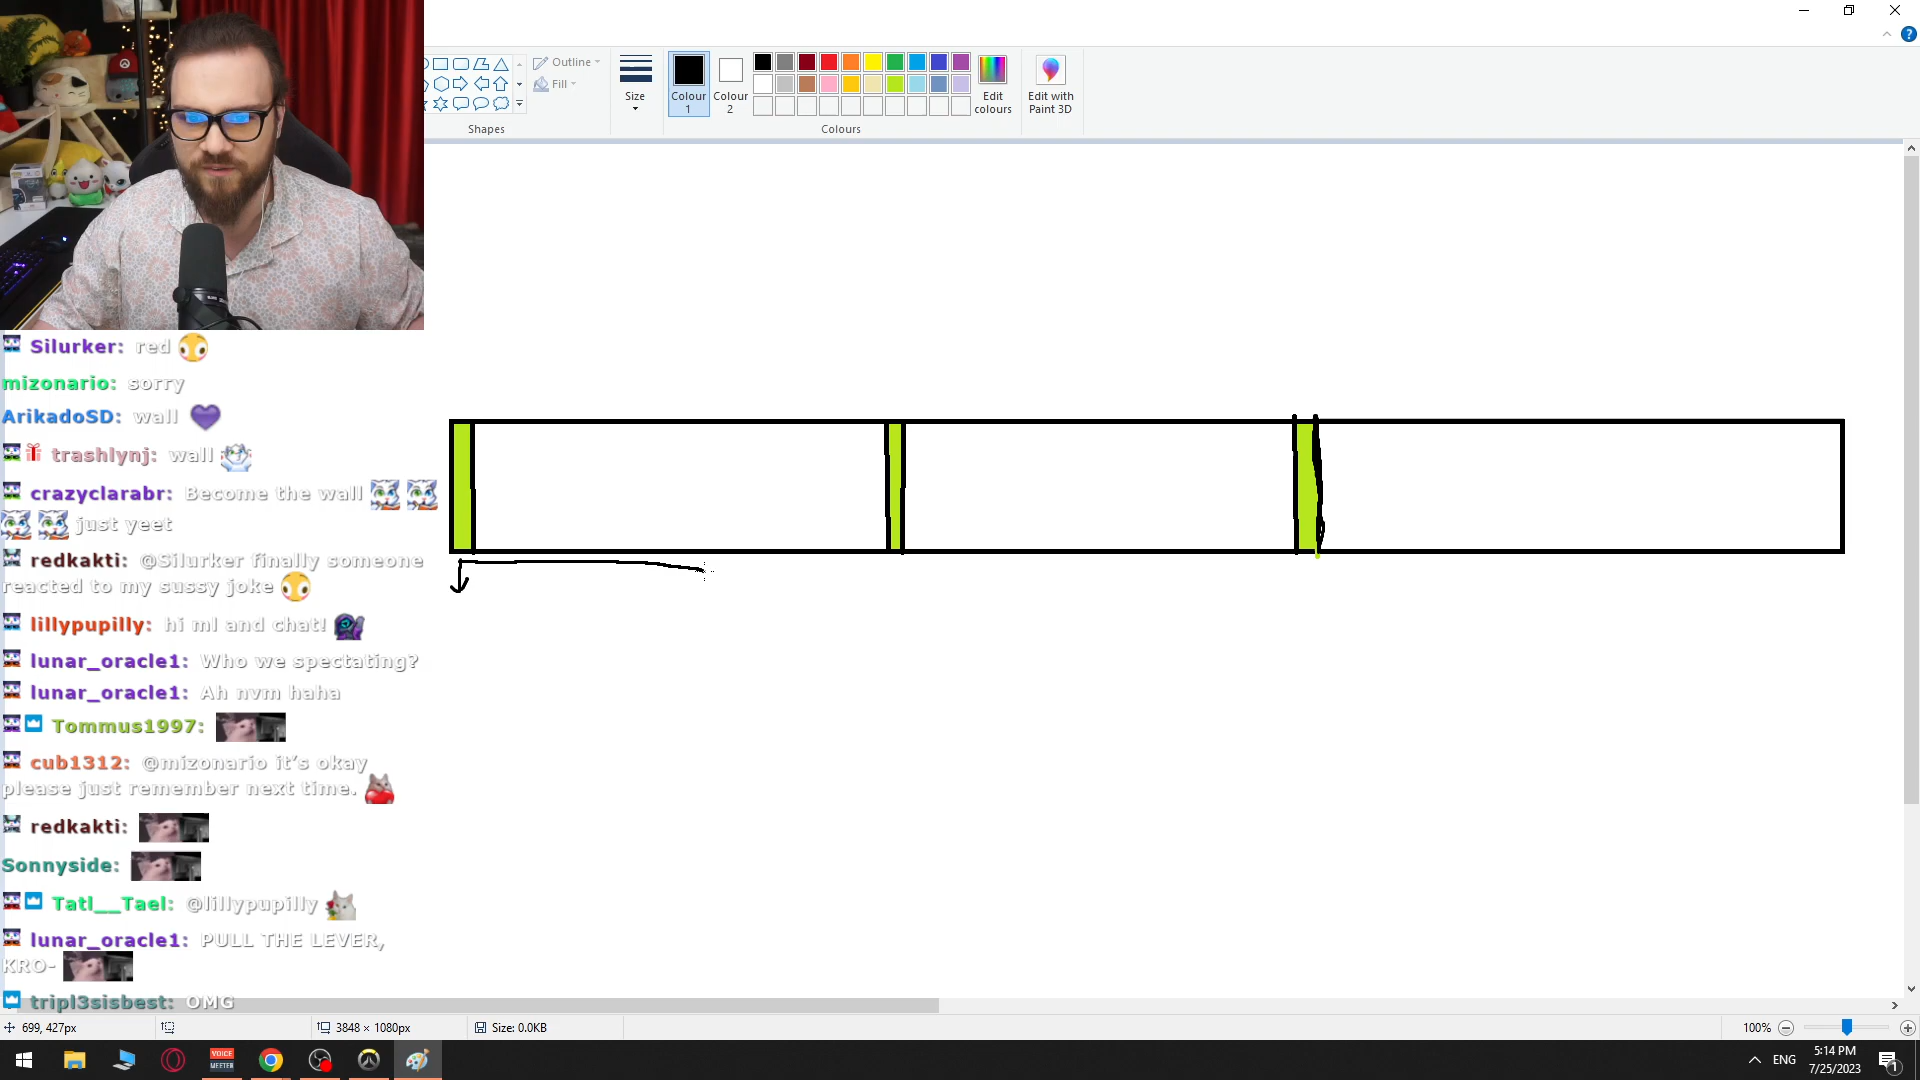 Outline
Fill
Size
Colour 1
Colour 2
Edit colours
Edit with Paint 3D
Shapes
Colours
Silurker: red
mizonario: sorry
ArikadoSD: wall
trashlynj: wall
crazyclarabr: Become the wall
just yeet
redkakti: @Silurker finally someone
reacted to my sussy joke
lillypupilly: hi ml and chat!
lunar_oracle1: Who we spectating?
lunar_oracle1: Ah nvm haha
Tommus1997:
cub1312: @mizonario it's okay
please just remember next time.
redkakti:
Sonnyside:
Tatl__Tael: @lillypupilly
lunar_oracle1: PULL THE LEVER,
KRO-
tripl3sisbest: OMG
699, 427px
3848 × 1080px
Size: 0.0KB
100%
VOICE MEETER
ENG
5:14 PM
7/25/2023
1